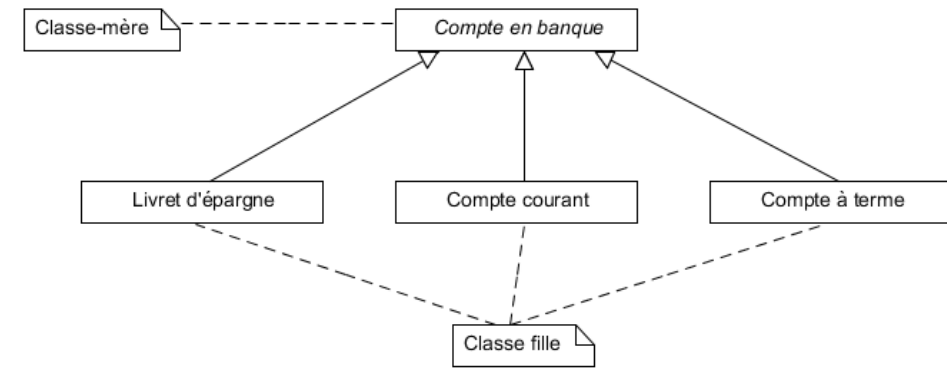 Classe-mère
Compte en banque
Livret d'épargne
Compte courant
Compte à terme
Classe fille